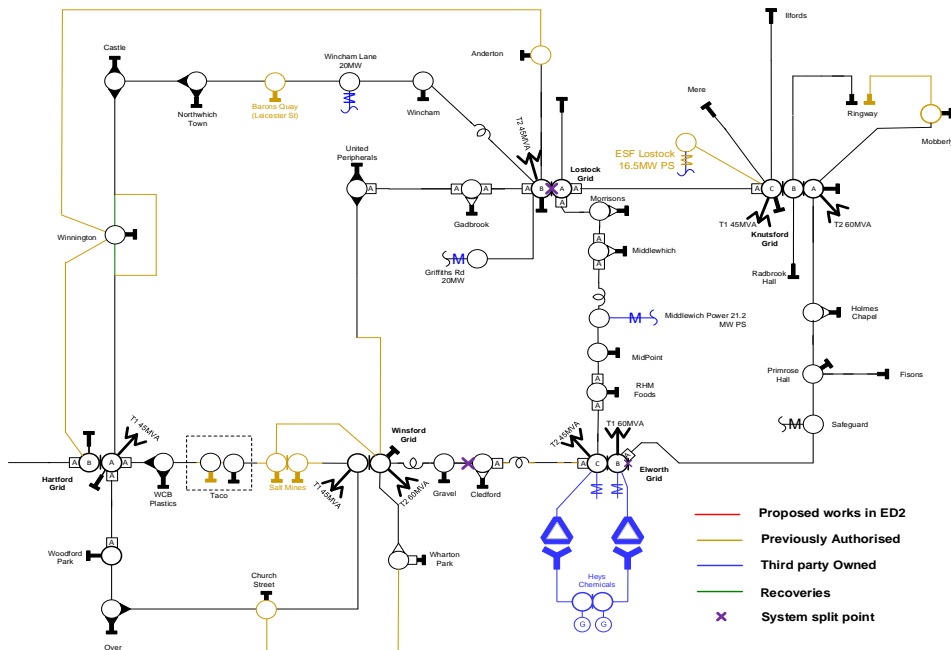 Ilfords
Castle
Wincham Lane
20MW
Anderton
Mere
Ringway
Northwhich
Town
Barons Quay
(Leicester St)
Wincham
M
T2 45MVA
Mobberly
United
Peripherals
ESF Lostock
16.5MW PS
Lostock
Grid
A
A
A
A
B
A
A
A
C
B
A
Gadbrook
A
Morrisons
T1 45MVA
Knutsford
Grid
T2 60MVA
Winnington
A
Middlewhich
A
M
Griffiths Rd
20MW
Radbrook
Hall
M
Middlewich Power 21.2
MW PS
Holmes
Chapel
MidPoint
Primrose
Hall
Fisons
A
RHM
Foods
A
M
Safeguard
T1 45MVA
Winsford
Grid
T2 45MVA
T1 60MVA
A
B
A
A
A
C
B
A
Hartford
Grid
WCB
Plastics
Taco
Salt Mines
T1 45MVA
T2 60MVA
Gravel
Cledford
Elworth
Grid
M
M
Proposed works in ED2
Previously Authorised
Third party Owned
Recoveries
System split point
A
Woodford
Park
Wharton
Park
Church
Street
Over
Heys
Chemicals
G
G